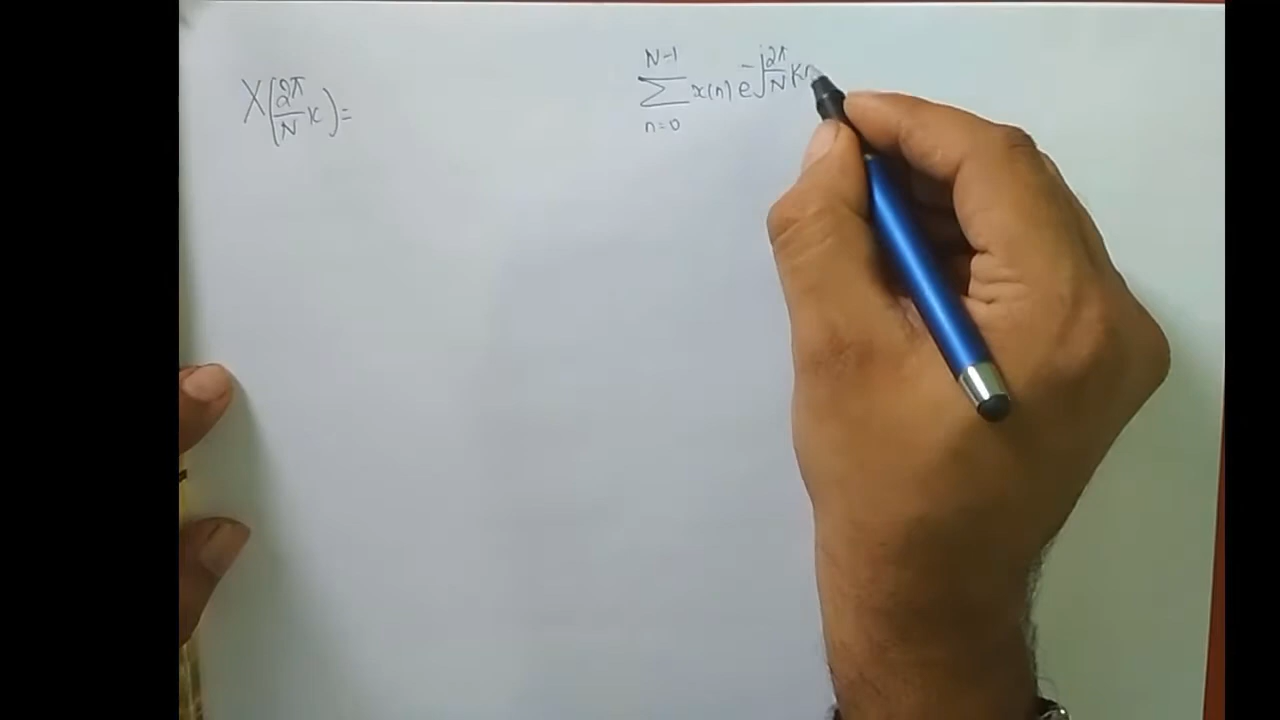 X(2π/N k) = N-1 ∑ n=0 x(n) e^-j2π/N kn